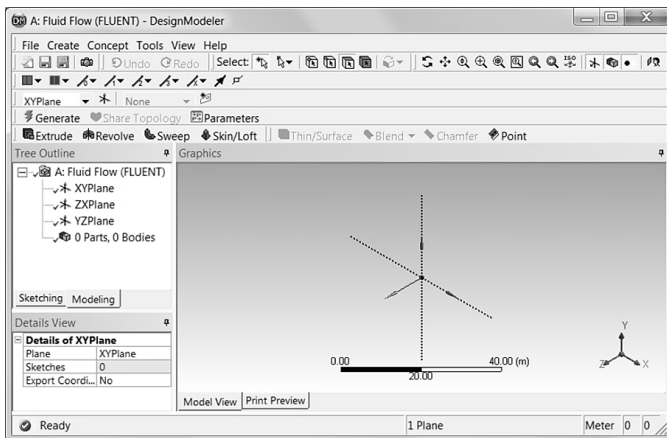 DM A: Fluid Flow (FLUENT) - DesignModeler
File Create Concept Tools View Help
Undo Redo Select: ISO
XYPlane None
Generate Share Topology Parameters
Extrude Revolve Sweep Skin/Loft Thin/Surface Blend Chamfer Point
Tree Outline
A: Fluid Flow (FLUENT)
XYPlane
ZXPlane
YZPlane
0 Parts, 0 Bodies
Sketching Modeling
Details View
Details of XYPlane
Plane XYPlane
Sketches 0
Export Coordi... No
Graphics
0.00 40.00 (m)
20.00
Y
Z X
Model View Print Preview
Ready 1 Plane Meter 0 0